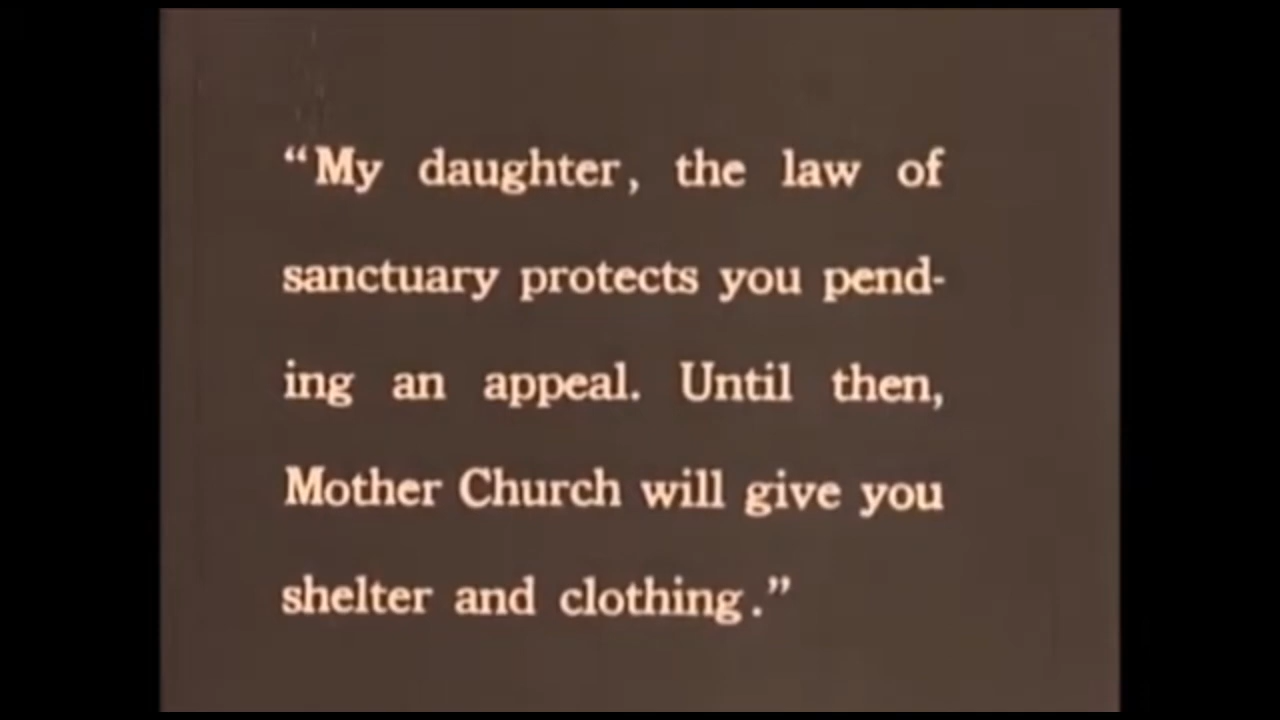 “My daughter, the law of
sanctuary protects you pend-
ing an appeal. Until then,
Mother Church will give you
shelter and clothing.”